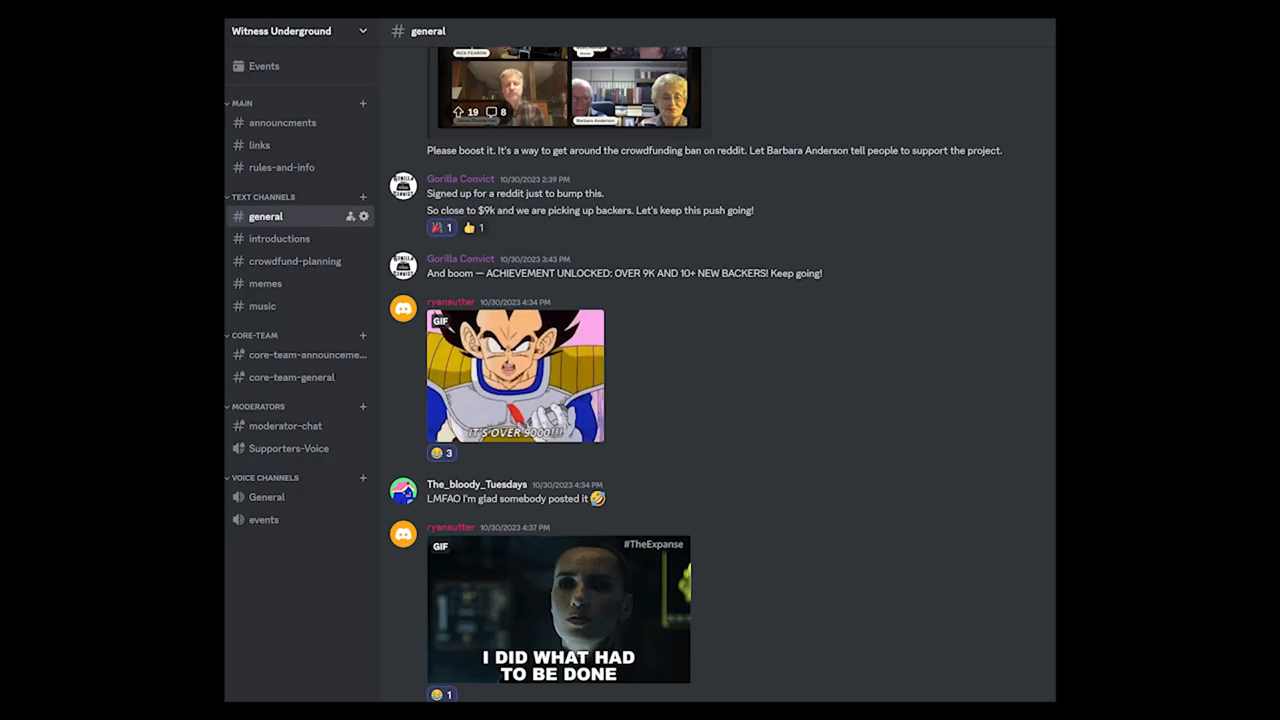 Witness Underground
Events
MAIN
announcments
links
rules-and-info
TEXT CHANNELS
general
introductions
crowdfund-planning
memes
music
CORE-TEAM
core-team-announceme...
core-team-general
MODERATORS
moderator-chat
Supporters-Voice
VOICE CHANNELS
General
events
# general
RICK FEARON
19 8
Barbara Anderson
Please boost it. It's a way to get around the crowdfunding ban on reddit. Let Barbara Anderson tell people to support the project.
Gorilla Convict 10/30/2023 2:39 PM
GORILLA CONVICT
Signed up for a reddit just to bump this.
So close to $9k and we are picking up backers. Let's keep this push going!
1 1
Gorilla Convict 10/30/2023 3:43 PM
GORILLA CONVICT
And boom — ACHIEVEMENT UNLOCKED: OVER 9K AND 10+ NEW BACKERS! Keep going!
ryansutter 10/30/2023 4:34 PM
GIF
IT'S OVER 9000!!!
3
The_bloody_Tuesdays 10/30/2023 4:34 PM
LMFAO I'm glad somebody posted it
ryansutter 10/30/2023 4:37 PM
GIF
#TheExpanse
I DID WHAT HAD
TO BE DONE
1